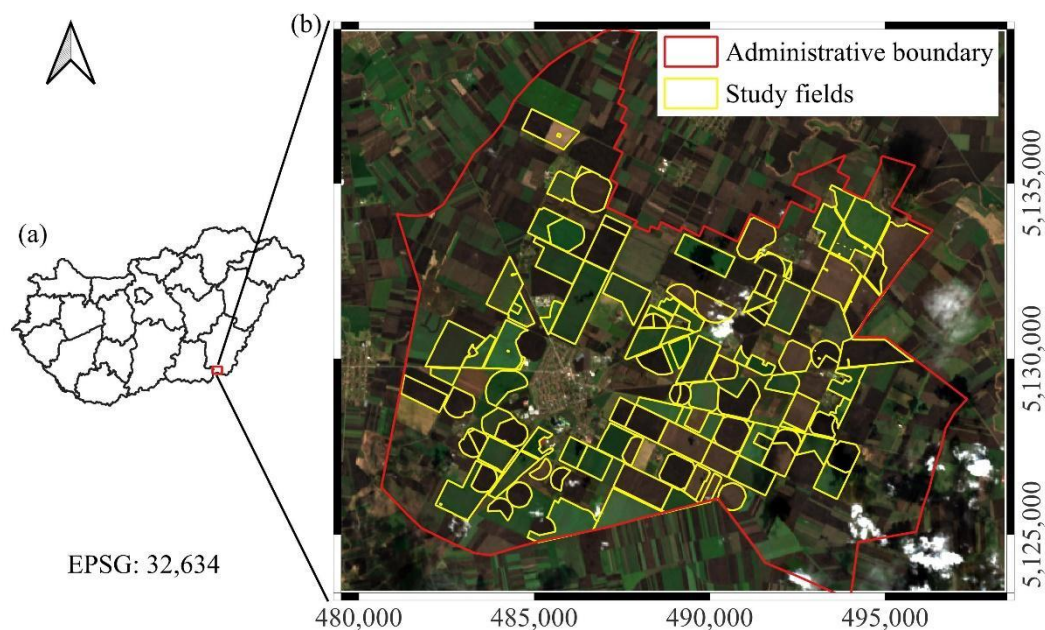 (b)
Administrative boundary
Study fields
(a)
5,135,000
5,130,000
5,125,000
EPSG: 32,634
480,000
485,000
490,000
495,000